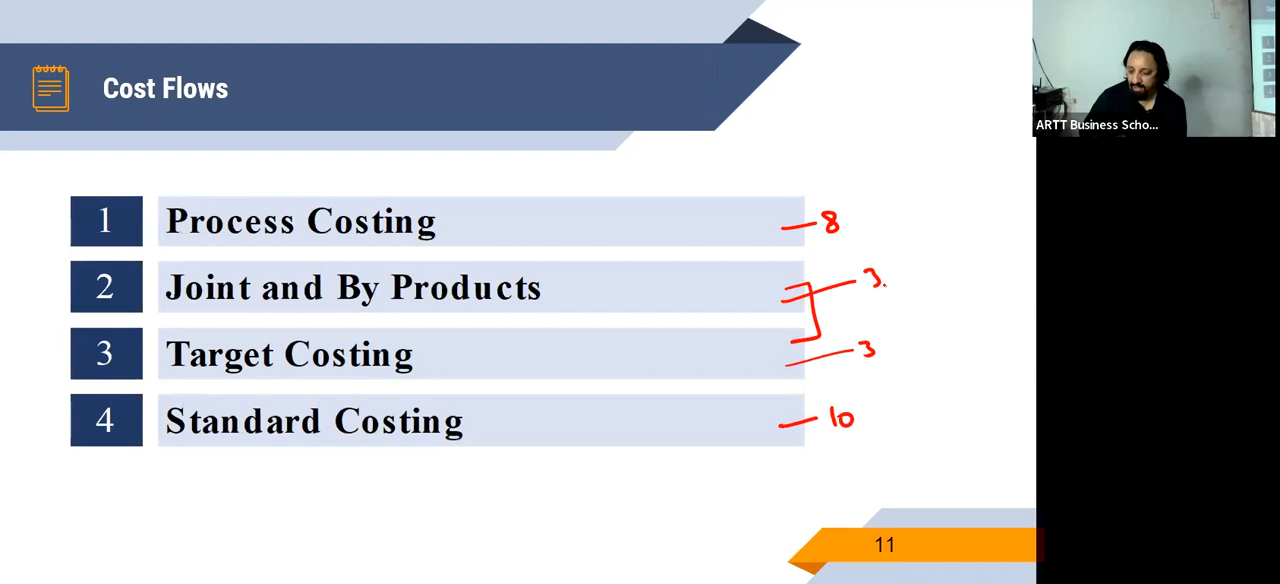 Cost Flows
ARTT Business Scho...
1 Process Costing 8
2 Joint and By Products 3.
3 Target Costing 3
4 Standard Costing 10
11